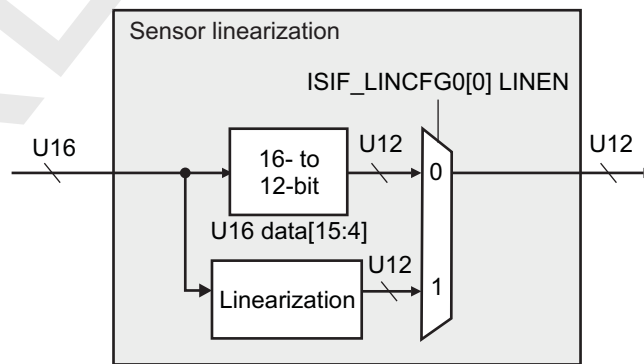 Sensor linearization
ISIF_LINCFG0[0] LINEN
U16
16- to
12-bit
U12
0
U12
U16 data[15:4]
U12
Linearization
1